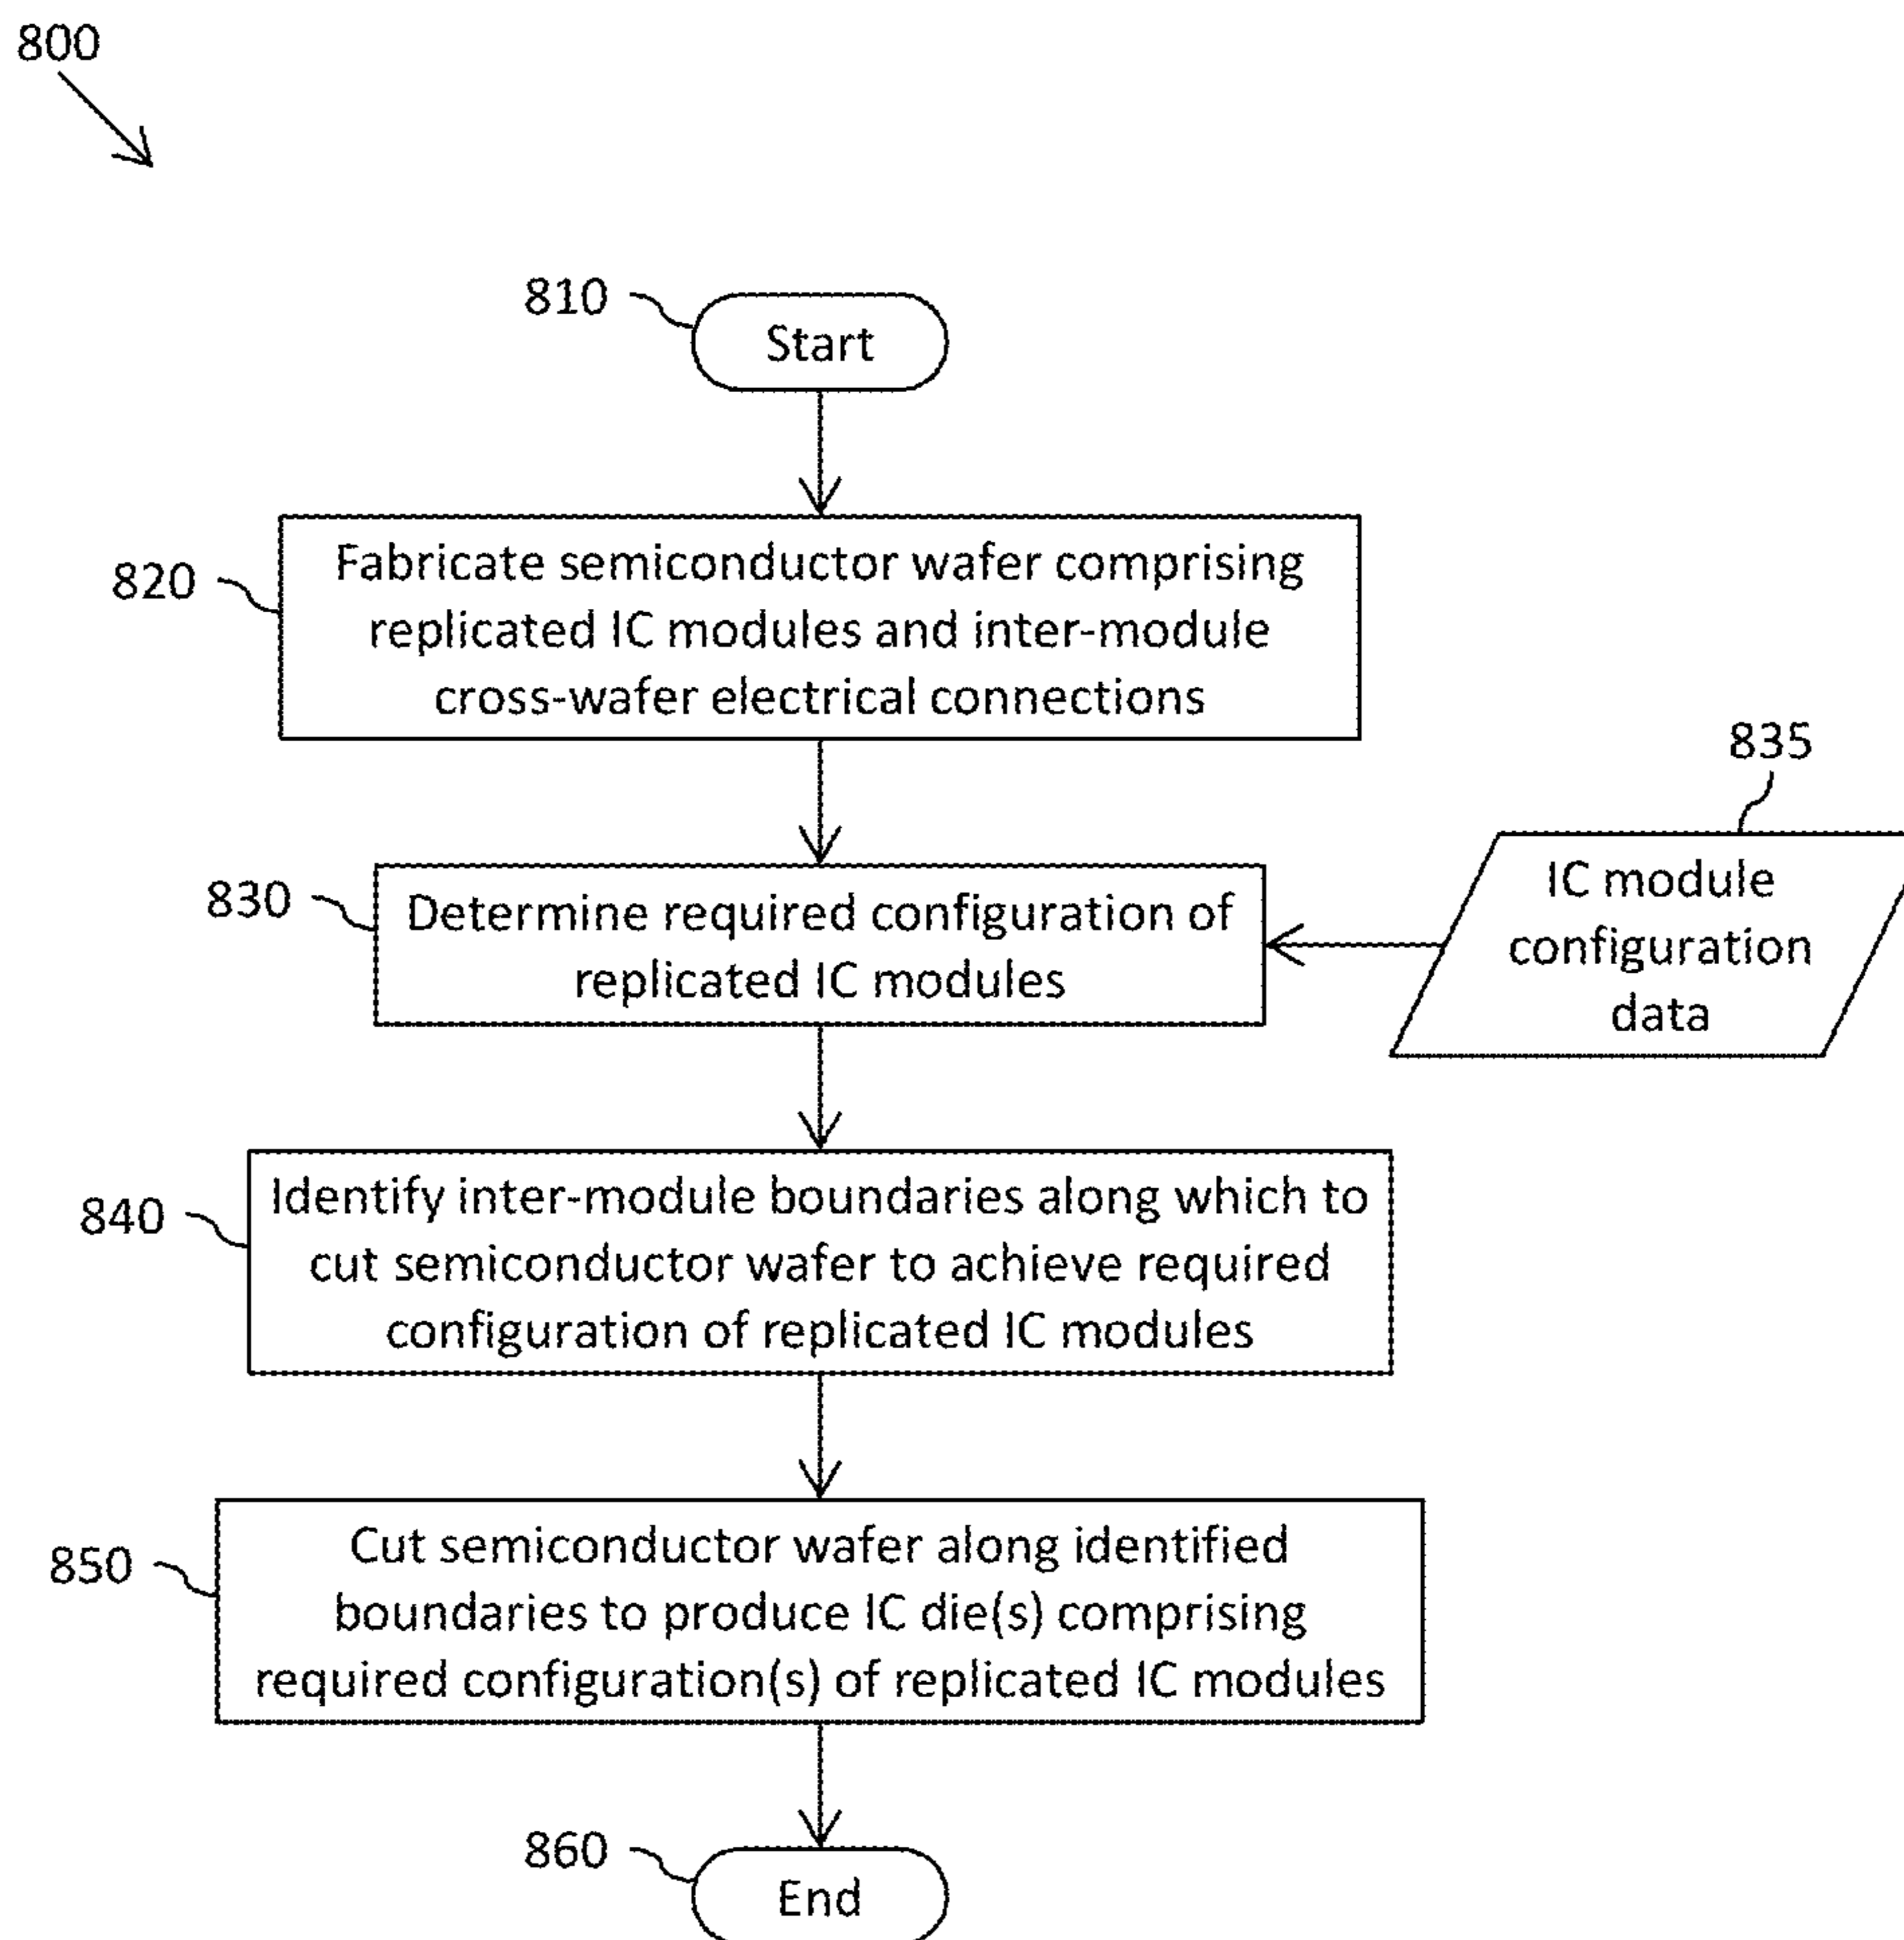 800
810
Start
820
Fabricate semiconductor wafer comprising
replicated IC modules and inter-module
cross-wafer electrical connections
835
830
Determine required configuration of
replicated IC modules
IC module
configuration
data
840
Identify inter-module boundaries along which to
cut semiconductor wafer to achieve required
configuration of replicated IC modules
850
Cut semiconductor wafer along identified
boundaries to produce IC die(s) comprising
required configuration(s) of replicated IC modules
860
End